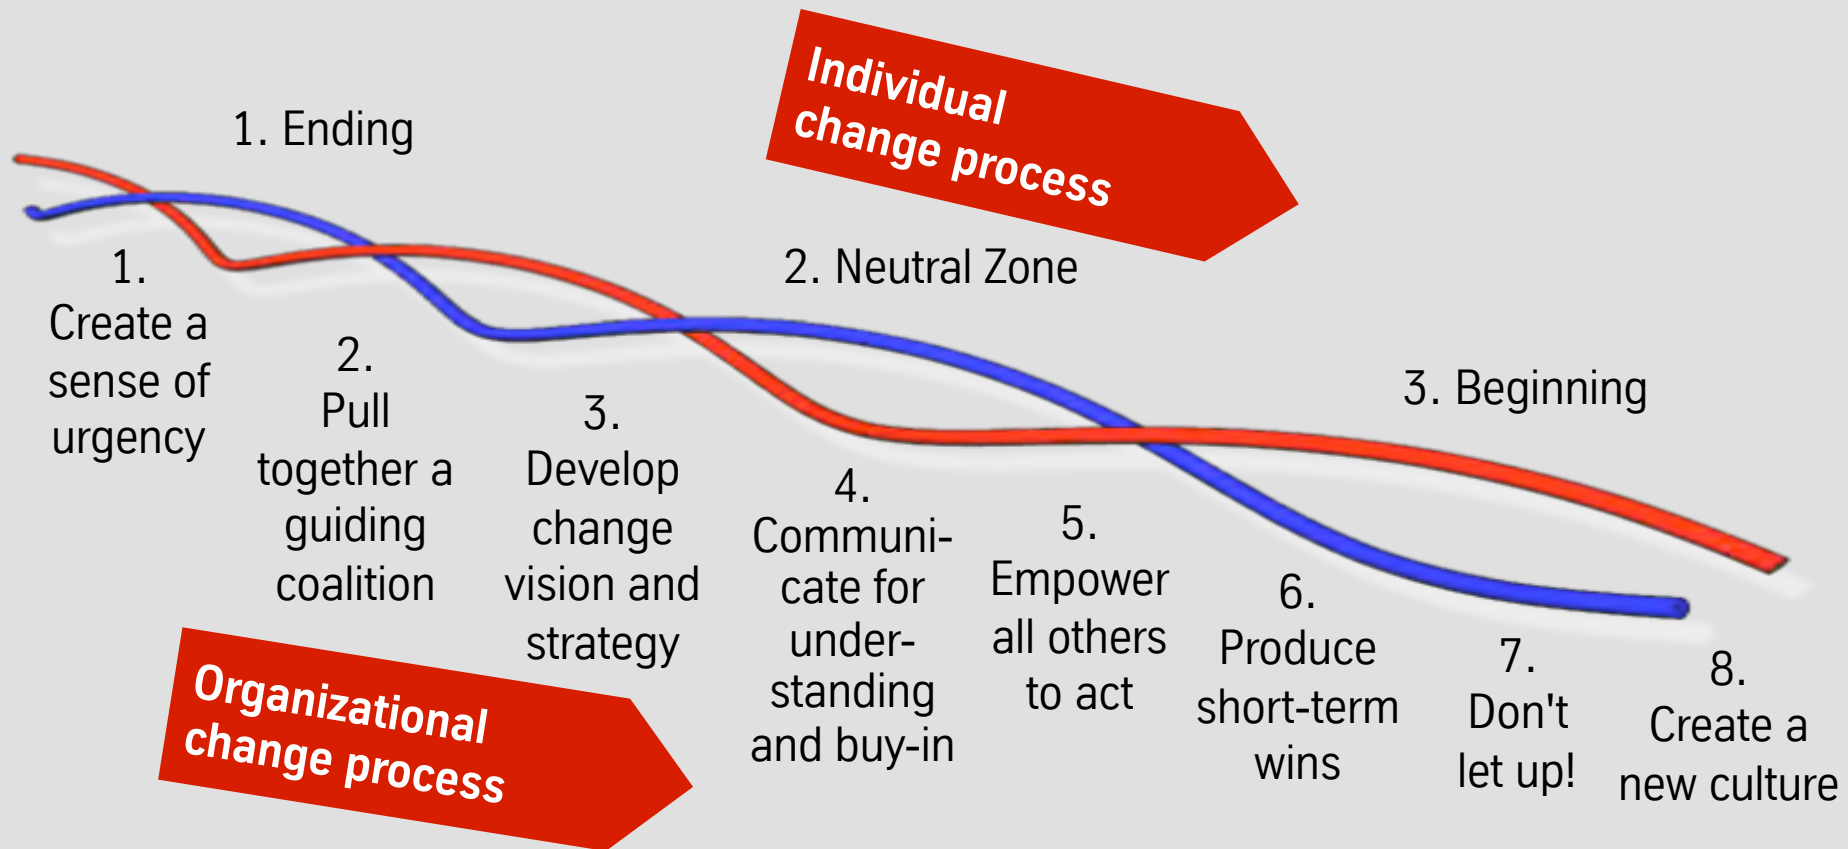 Individual
change process
1. Ending
2. Neutral Zone
3. Beginning
1.
Create a
sense of
urgency
2.
Pull
together a
guiding
coalition
3.
Develop
change
vision and
strategy
4.
Communi-
cate for
under-
standing
and buy-in
5.
Empower
all others
to act
6.
Produce
short-term
wins
7.
Don't
let up!
8.
Create a
new culture
Organizational
change process